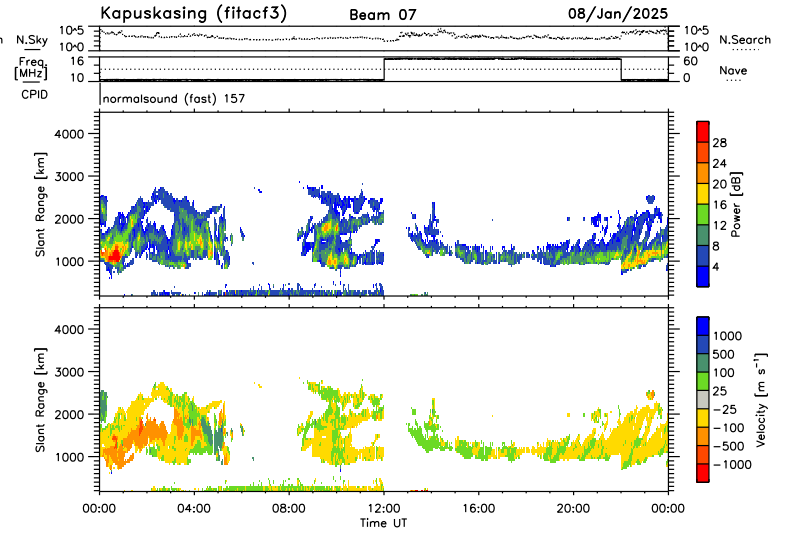 Kapuskasing (fitacf3) Beam 07 08/Jan/2025
N.Sky 10^5 10^0 10^5 10^0 N.Search
Freq. [MHz] 16 10 60 0 Nave
CPID normalsound (fast) 157
Slant Range [km] 4000 3000 2000 1000
28 24 20 16 12 8 4 Power [dB]
Slant Range [km] 4000 3000 2000 1000
1000 500 100 25 -25 -100 -500 -1000 Velocity [m s^-1]
00:00 04:00 08:00 12:00 16:00 20:00 00:00
Time UT